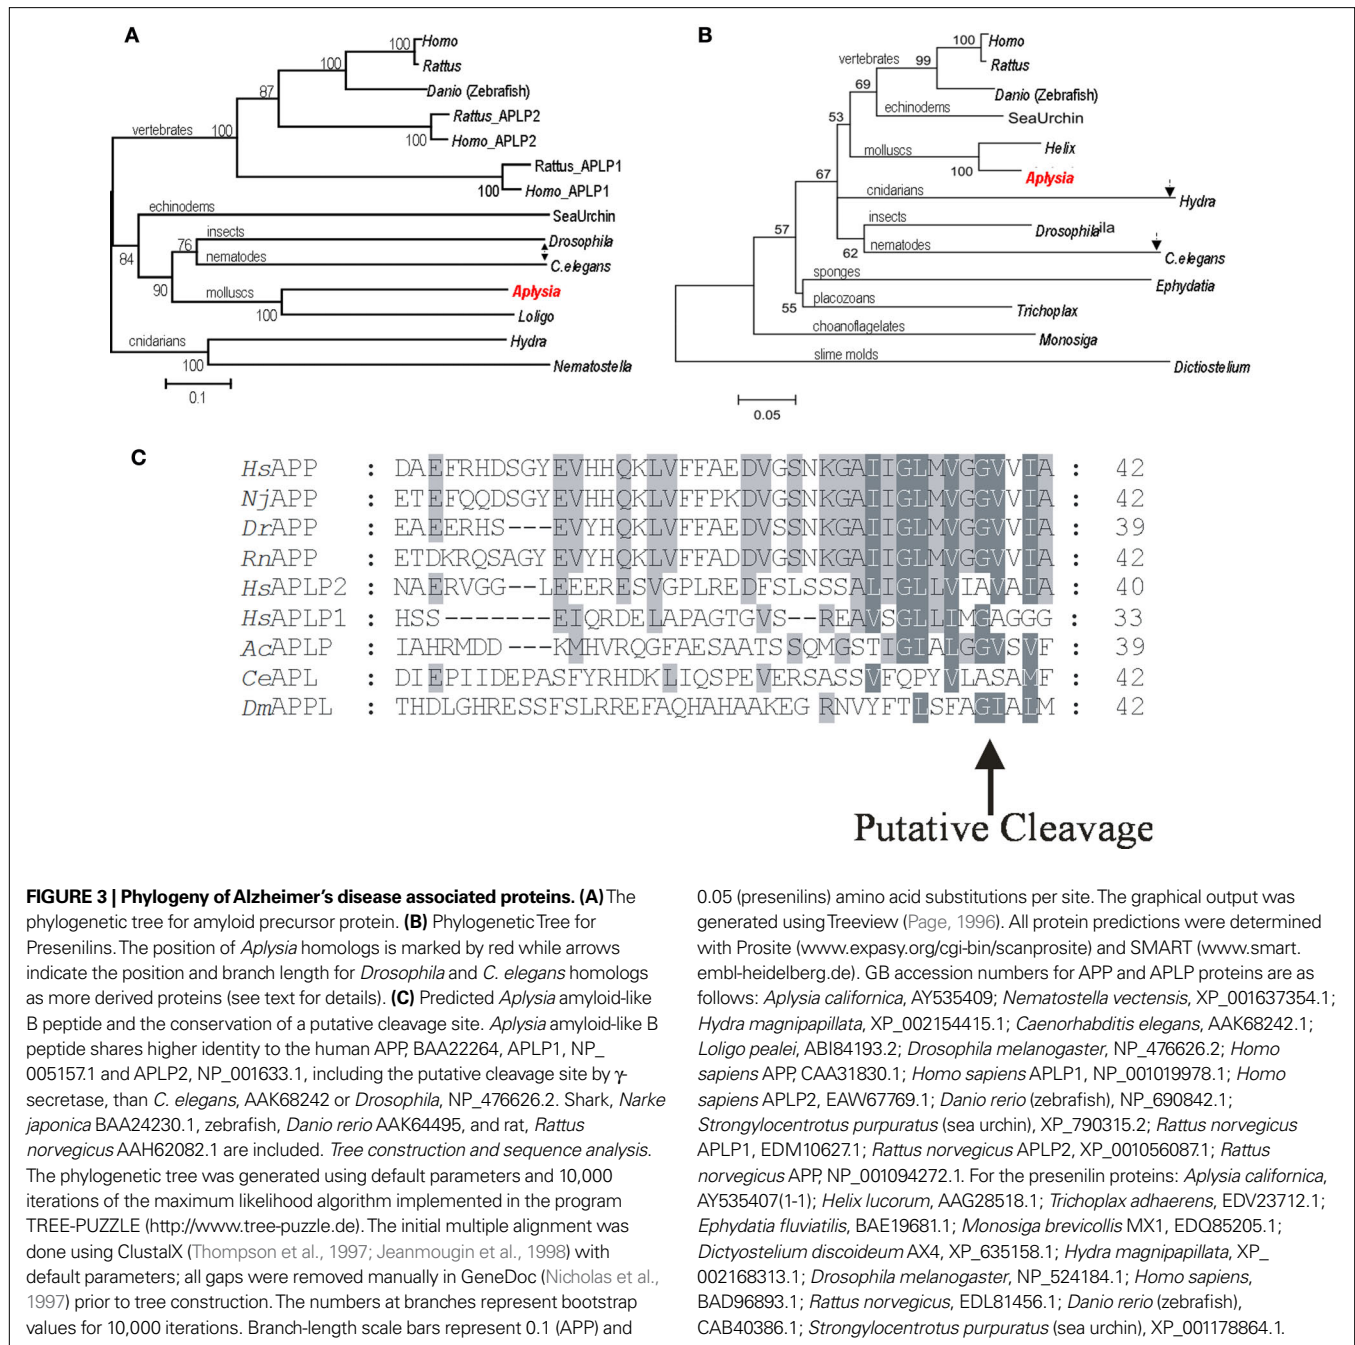 A
Homo
100
Rattus
100
Danio (Zebrafish)
87
Rattus_APLP2
vertebrates
100
100
Homo_APLP2
Rattus_APLP1
100
Homo_APLP1
echinodems
SeaUrchin
insects
76
Drosophila
84
nematodes
C.elegans
90
molluscs
Aplysia
100
Loligo
cnidarians
Hydra
100
Nematostella
0.1
B
100
Homo
vertebrates
99
Rattus
69
Danio (Zebrafish)
echinodems
53
SeaUrchin
molluscs
Helix
100
Aplysia
67
cnidarians
Hydra
insects
57
Drosophila
ila
nematodes
62
C.elegans
sponges
Ephydatia
placozoans
55
Trichoplax
choanoflagelates
Monosiga
slime molds
Dictiostelium
0.05
C
HsAPP : DAEFRHDSGYEVHHQKLVFFAEDVGSNKGAIIGLMVGGVVIA : 42
NjAPP : ETEFQQDSGYEVHHQKLVFFPKDVGSNKGAIIGLMVGGVVIA : 42
DrAPP : EAEERHS---EVYHQKLVFFAEDVSSNKGAIIGLMVGGVVIA : 39
RnAPP : ETDKRQSAGYEVYHQKLVFFADDVGSNKGAIIGLMVGGVVIA : 42
HsAPLP2 : NAERVGG--LEEERESVGPLREDFSLSSSALIGLLVIAVAIA : 40
HsAPLP1 : HSS-------EIQRDELAPAGTGVS--REAVSGLLIMGAGGG : 33
AcAPLP : IAHRMDD---KMHVRQGFAESAATSSQMGSTIGIALGGVSVF : 39
CeAPL : DIEPIIDEPASFYRHDKLIQSPEVERSASSVFQPYVLASAMF : 42
DmAPPL : THDLGHRESSFSLRREFAQHAHAAKEG RNVYFTLSFAGIALM : 42
Putative Cleavage
FIGURE 3 | Phylogeny of Alzheimer's disease associated proteins. (A) The
phylogenetic tree for amyloid precursor protein. (B) Phylogenetic Tree for
Presenilins. The position of Aplysia homologs is marked by red while arrows
indicate the position and branch length for Drosophila and C. elegans homologs
as more derived proteins (see text for details). (C) Predicted Aplysia amyloid-like
B peptide and the conservation of a putative cleavage site. Aplysia amyloid-like B
peptide shares higher identity to the human APP, BAA22264, APLP1, NP_
005157.1 and APLP2, NP_001633.1, including the putative cleavage site by γ-
secretase, than C. elegans, AAK68242 or Drosophila, NP_476626.2. Shark, Narke
japonica BAA24230.1, zebrafish, Danio rerio AAK64495, and rat, Rattus
norvegicus AAH62082.1 are included. Tree construction and sequence analysis.
The phylogenetic tree was generated using default parameters and 10,000
iterations of the maximum likelihood algorithm implemented in the program
TREE-PUZZLE (http://www.tree-puzzle.de). The initial multiple alignment was
done using ClustalX (Thompson et al., 1997; Jeanmougin et al., 1998) with
default parameters; all gaps were removed manually in GeneDoc (Nicholas et al.,
1997) prior to tree construction. The numbers at branches represent bootstrap
values for 10,000 iterations. Branch-length scale bars represent 0.1 (APP) and
0.05 (presenilins) amino acid substitutions per site. The graphical output was
generated using Treeview (Page, 1996). All protein predictions were determined
with Prosite (www.expasy.org/cgi-bin/scanprosite) and SMART (www.smart.
embl-heidelberg.de). GB accession numbers for APP and APLP proteins are as
follows: Aplysia californica, AY535409; Nematostella vectensis, XP_001637354.1;
Hydra magnipapillata, XP_002154415.1; Caenorhabditis elegans, AAK68242.1;
Loligo pealei, ABI84193.2; Drosophila melanogaster, NP_476626.2; Homo
sapiens APP, CAA31830.1; Homo sapiens APLP1, NP_001019978.1; Homo
sapiens APLP2, EAW67769.1; Danio rerio (zebrafish), NP_690842.1;
Strongylocentrotus purpuratus (sea urchin), XP_790315.2; Rattus norvegicus
APLP1, EDM10627.1; Rattus norvegicus APLP2, XP_001056087.1; Rattus
norvegicus APP, NP_001094272.1. For the presenilin proteins: Aplysia californica,
AY535407(1-1); Helix lucorum, AAG28518.1; Trichoplax adhaerens, EDV23712.1;
Ephydatia fluviatilis, BAE19681.1; Monosiga brevicollis MX1, EDQ85205.1;
Dictyostelium discoideum AX4, XP_635158.1; Hydra magnipapillata, XP_
002168313.1; Drosophila melanogaster, NP_524184.1; Homo sapiens,
BAD96893.1; Rattus norvegicus, EDL81456.1; Danio rerio (zebrafish),
CAB40386.1; Strongylocentrotus purpuratus (sea urchin), XP_001178864.1.